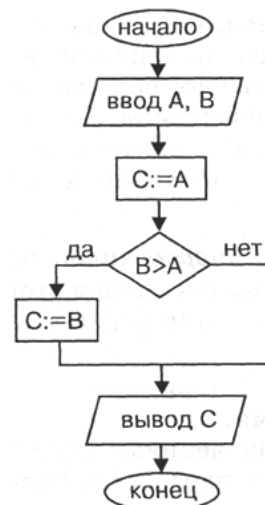 начало
ввод A, B
C:=A
B>A
да
нет
C:=B
вывод C
конец